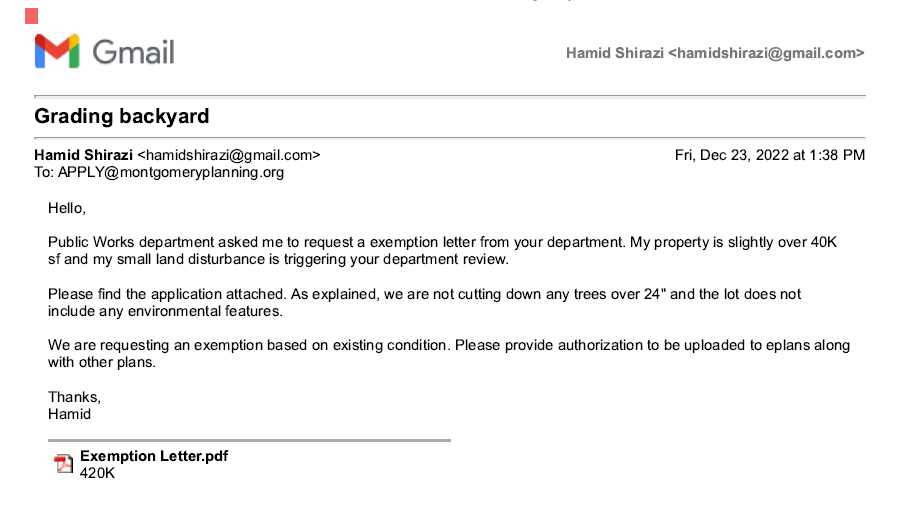 Gmail
Hamid Shirazi <hamidshirazi@gmail.com>
Grading backyard
Hamid Shirazi <hamidshirazi@gmail.com>
Fri, Dec 23, 2022 at 1:38 PM
To: APPLY@montgomeryplanning.org
Hello,
Public Works department asked me to request a exemption letter from your department. My property is slightly over 40K
sf and my small land disturbance is triggering your department review.
Please find the application attached. As explained, we are not cutting down any trees over 24" and the lot does not
include any environmental features.
We are requesting an exemption based on existing condition. Please provide authorization to be uploaded to eplans along
with other plans.
Thanks,
Hamid
Exemption Letter.pdf
420K